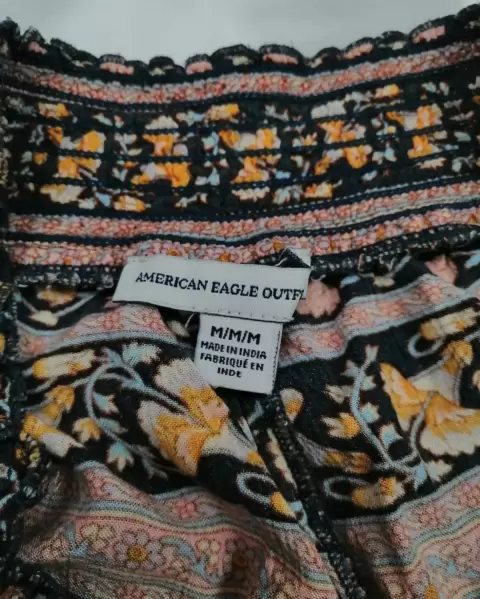 AMERICAN EAGLE OUTF
M/M/M
MADE IN INDIA
FABRIQUÉ EN
INDE